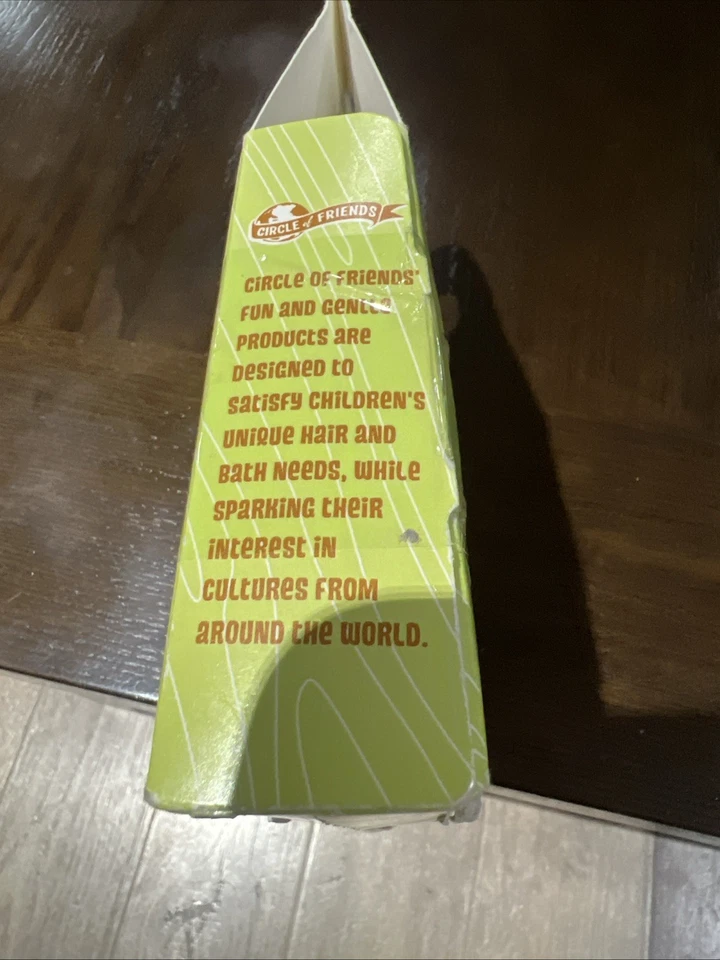 CIRCLE of FRIENDS
CIRCLE OF FRIENDS'
FUN AND GENTLE
PRODUCTS ARE
DESIGNED TO
SATISFY CHILDREN'S
UNIQUE HAIR AND
BATH NEEDS, WHILE
SPARKING THEIR
INTEREST IN
CULTURES FROM
AROUND THE WORLD.